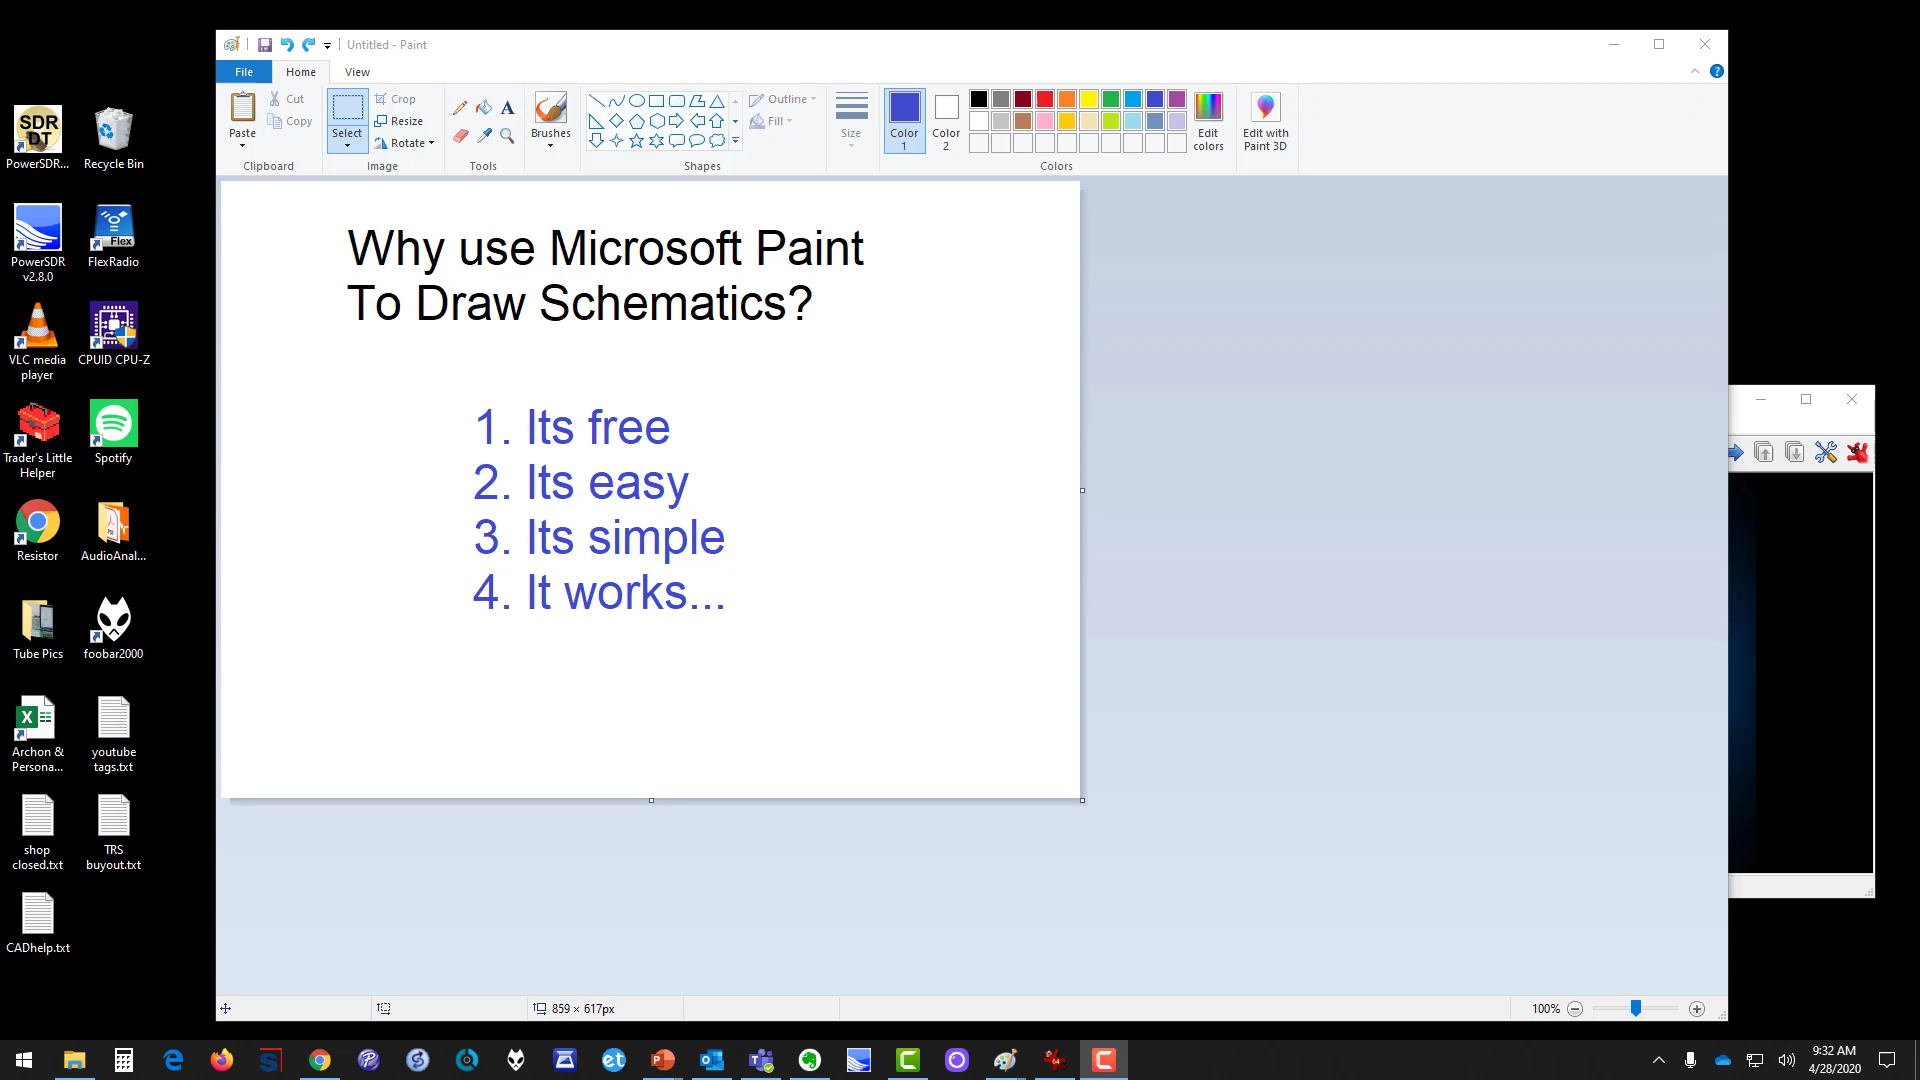 Untitled - Paint
File Home View
Paste Cut Copy Clipboard
Select Crop Resize Rotate Image
Tools
Brushes
Shapes
Outline Fill
Size
Color 1
Color 2
Colors
Edit colors
Edit with Paint 3D
Why use Microsoft Paint
To Draw Schematics?
1. Its free
2. Its easy
3. Its simple
4. It works...
SDR
DT
PowerSDR...
Recycle Bin
PowerSDR
v2.8.0
Flex
FlexRadio
VLC media
player
CPUID CPU-Z
Trader's Little
Helper
Spotify
Resistor
AudioAnal...
Tube Pics
foobar2000
Archon &
Persona...
youtube
tags.txt
shop
closed.txt
TRS
buyout.txt
CADhelp.txt
859 × 617px
100%
9:32 AM
4/28/2020